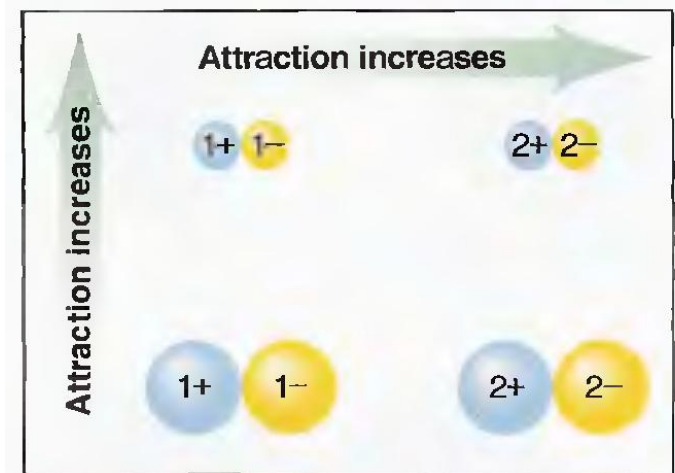 Attraction increases
Attraction increases
1+ 1−
2+ 2−
1+ 1−
2+ 2−